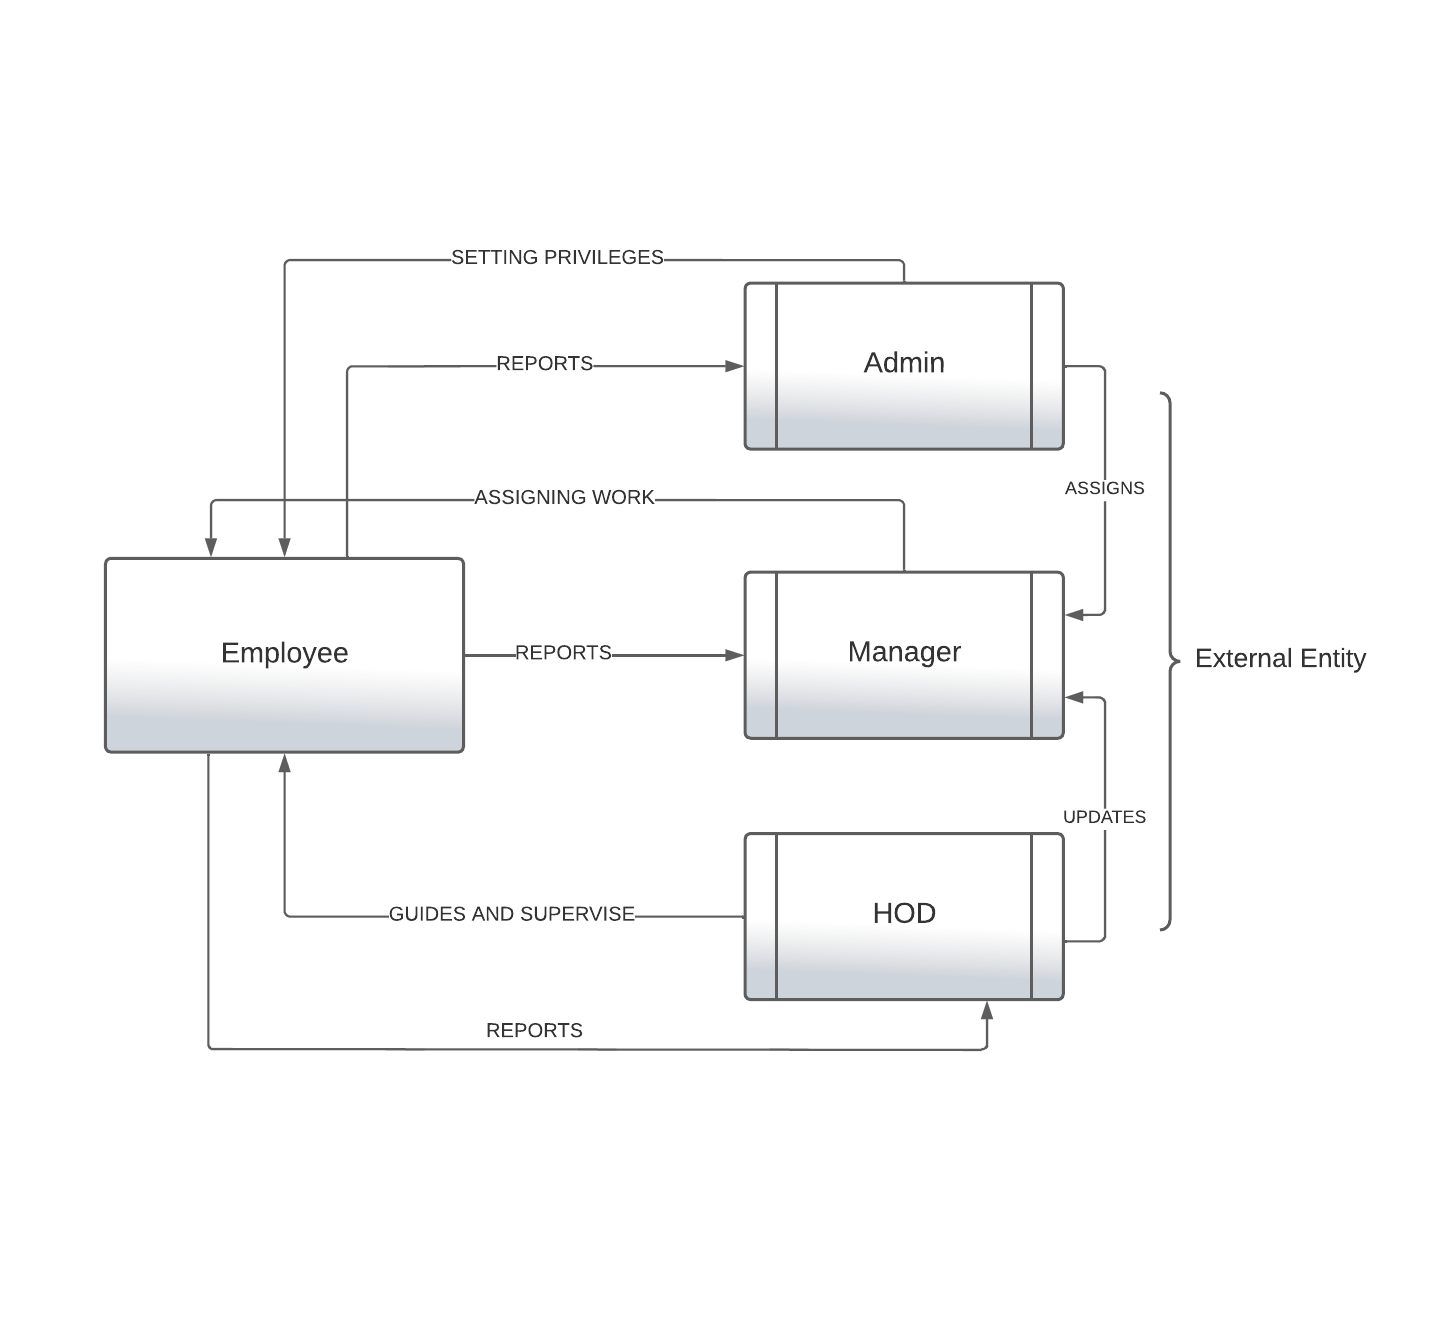 SETTING PRIVILEGES
REPORTS
Admin
ASSIGNS
ASSIGNING WORK
Employee
REPORTS
Manager
External Entity
UPDATES
GUIDES AND SUPERVISE
HOD
REPORTS